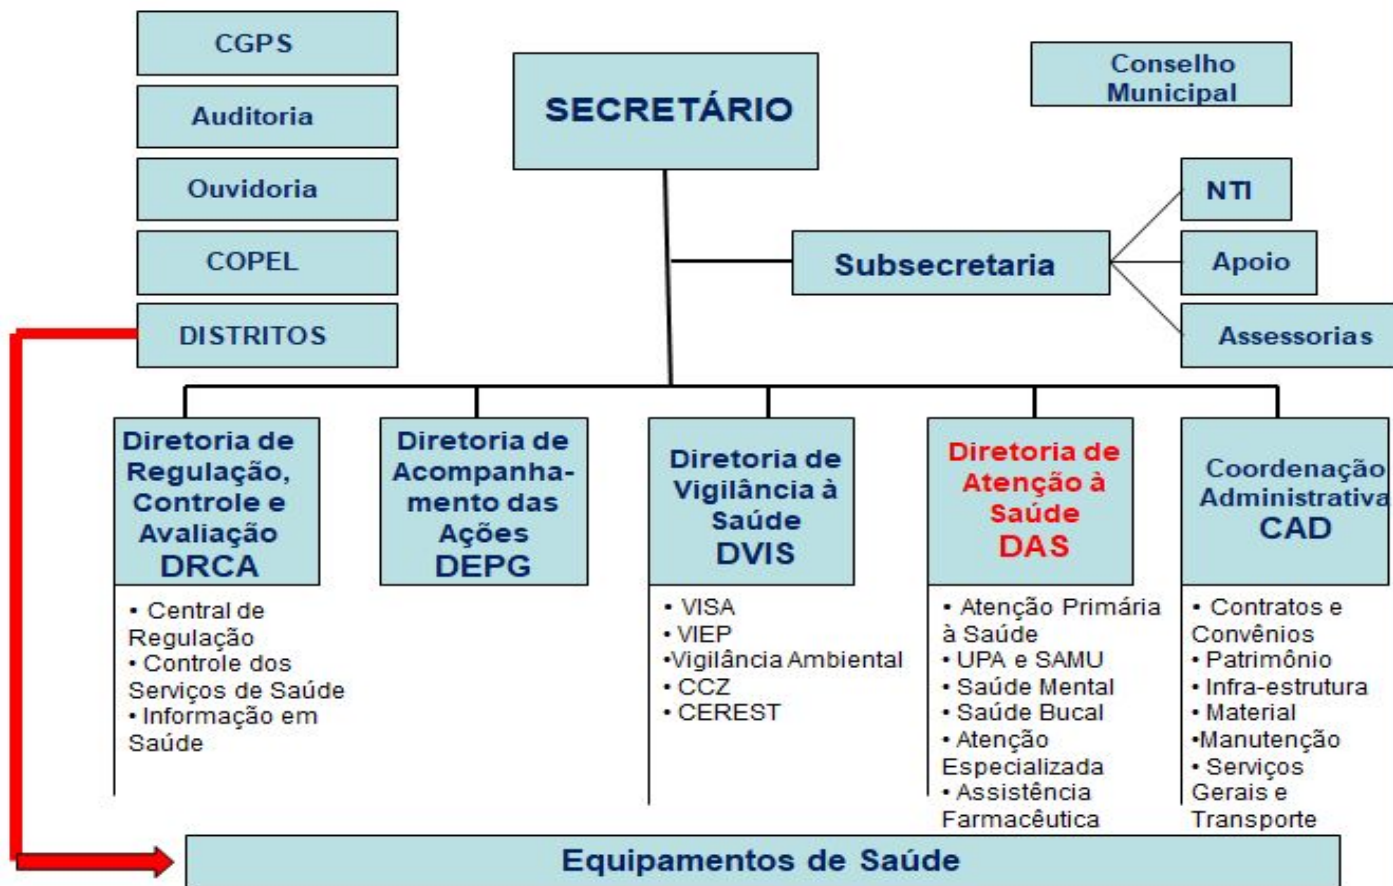 CGPS
Auditoria
Ouvidoria
COPEL
DISTRITOS
SECRETÁRIO
Conselho
Municipal
Subsecretaria
NTI
Apoio
Assessorias
Diretoria de
Regulação,
Controle e
Avaliação
DRCA
• Central de
Regulação
• Controle dos
Serviços de Saúde
• Informação em
Saúde
Diretoria de
Acompanha-
mento das
Ações
DEPG
Diretoria de
Vigilância à
Saúde
DVIS
• VISA
• VIEP
•Vigilância Ambiental
• CCZ
• CEREST
Diretoria de
Atenção à
Saúde
DAS
• Atenção Primária
à Saúde
• UPA e SAMU
• Saúde Mental
• Saúde Bucal
• Atenção
Especializada
• Assistência
Farmacêutica
Coordenação
Administrativa
CAD
• Contratos e
Convênios
• Patrimônio
• Infra-estrutura
• Material
•Manutenção
• Serviços
Gerais e
Transporte
Equipamentos de Saúde